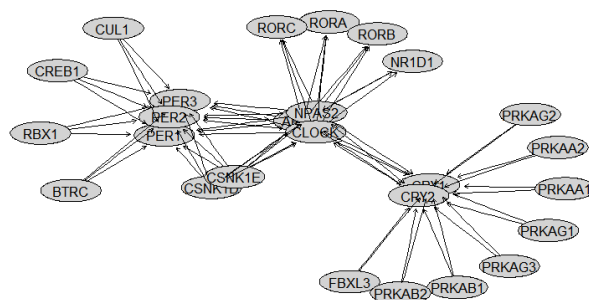 RORC
RORA
RORB
CUL1
NR1D1
CREB1
PER3
NPAS2
PER2
PRKAG2
RBX1
PER1
CLOCK
PRKAA2
CSNK1E
BTRC
CRY2
PRKAA1
PRKAG1
PRKAG3
FBXL3
PRKAB2
PRKAB1